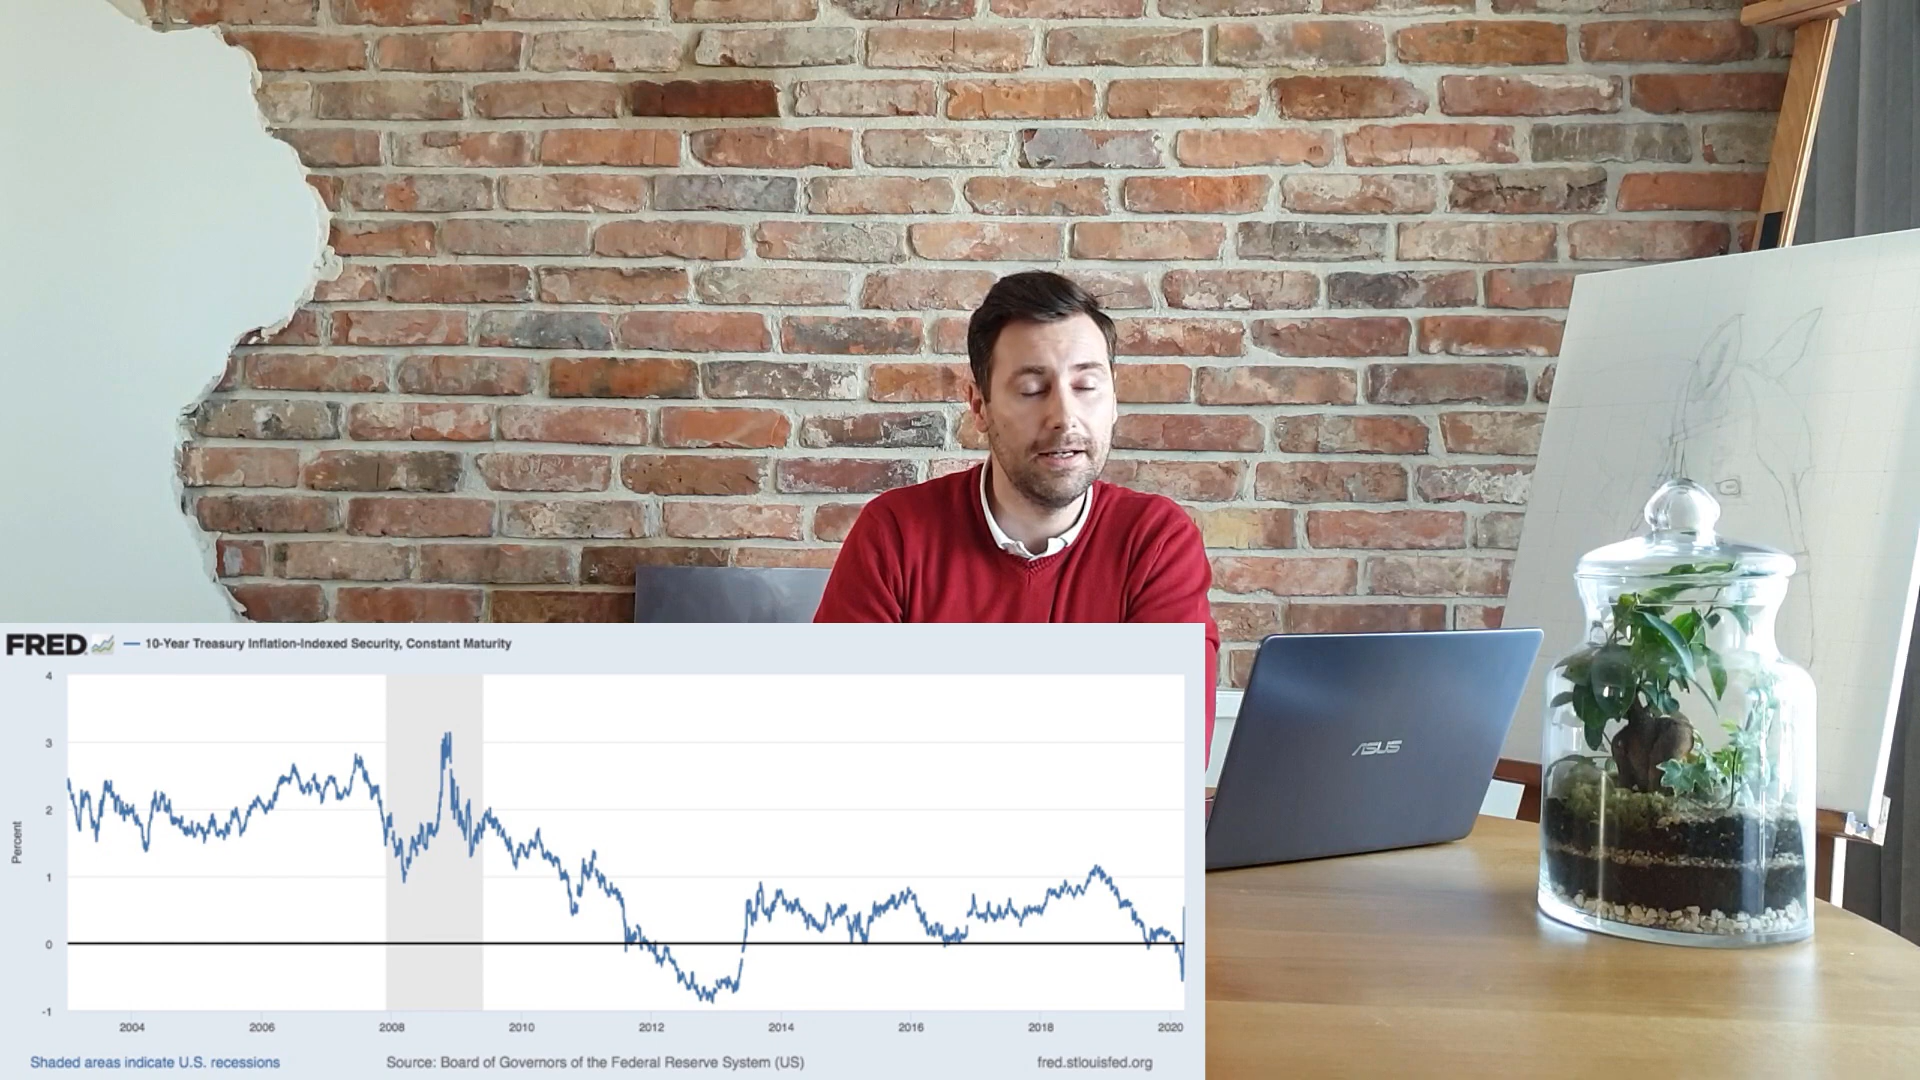 FRED 10-Year Treasury Inflation-Indexed Security, Constant Maturity
4
3
2
1
0
-1
Percent
2004 2006 2008 2010 2012 2014 2016 2018 2020
Shaded areas indicate U.S. recessions Source: Board of Governors of the Federal Reserve System (US) fred.stlouisfed.org
ASUS